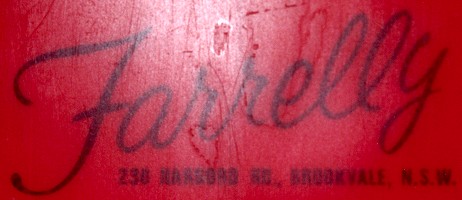 Farrelly
230 HARBORD RD., BROOKVALE, N.S.W.